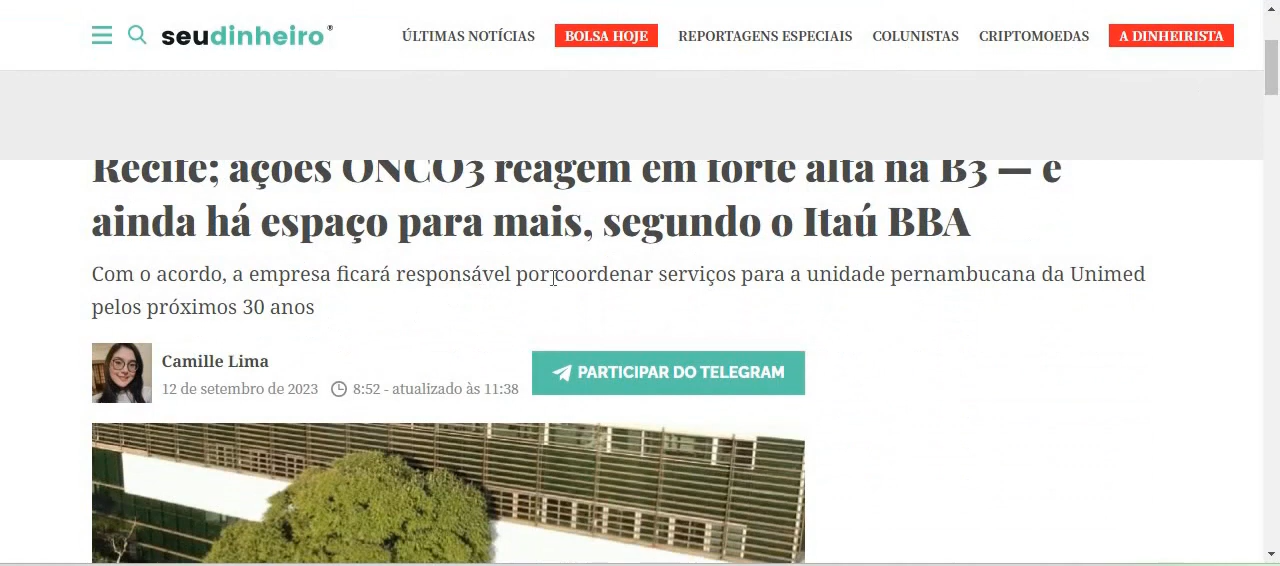 seudinheiro®
ÚLTIMAS NOTÍCIAS BOLSA HOJE REPORTAGENS ESPECIAIS COLUNISTAS CRIPTOMOEDAS A DINHEIRISTA
Recife; ações ONCO3 reagem em forte alta na B3 — e
ainda há espaço para mais, segundo o Itaú BBA
Com o acordo, a empresa ficará responsável por coordenar serviços para a unidade pernambucana da Unimed
pelos próximos 30 anos
Camille Lima
12 de setembro de 2023 8:52 - atualizado às 11:38
PARTICIPAR DO TELEGRAM